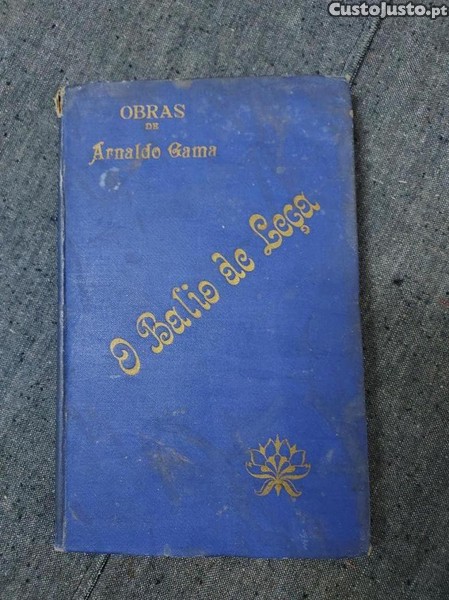 CustoJusto.pt
OBRAS
DE
Arnaldo Gama
O Balio de Leça